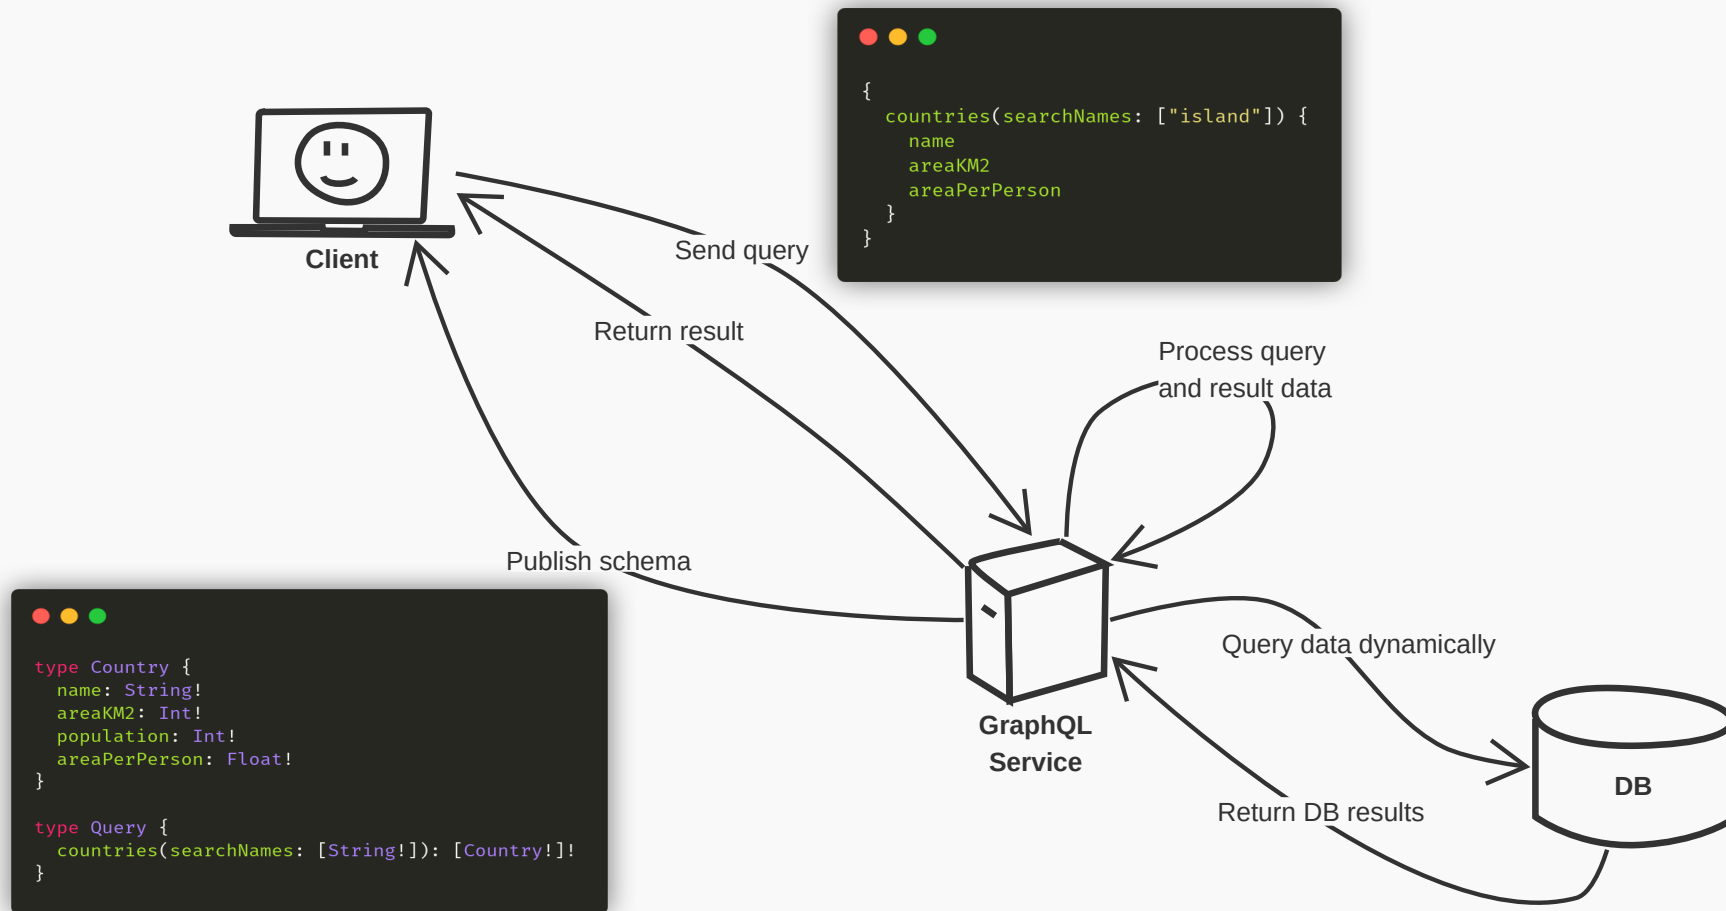 {
  countries(searchNames: ["island"]) {
    name
    areaKM2
    areaPerPerson
  }
}
Client
Send query
Return result
Process query
and result data
Publish schema
type Country {
  name: String!
  areaKM2: Int!
  population: Int!
  areaPerPerson: Float!
}
type Query {
  countries(searchNames: [String!]): [Country!]!
}
GraphQL
Service
Query data dynamically
DB
Return DB results